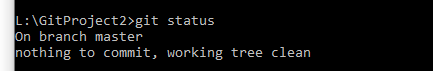 L:\GitProject2>git status
On branch master
nothing to commit, working tree clean